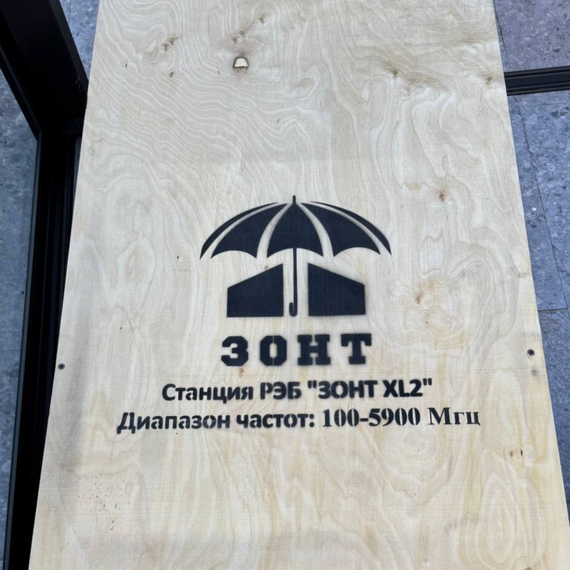 ЗОНТ
Станция РЭБ "ЗОНТ XL2"
Диапазон частот: 100-5900 Мгц